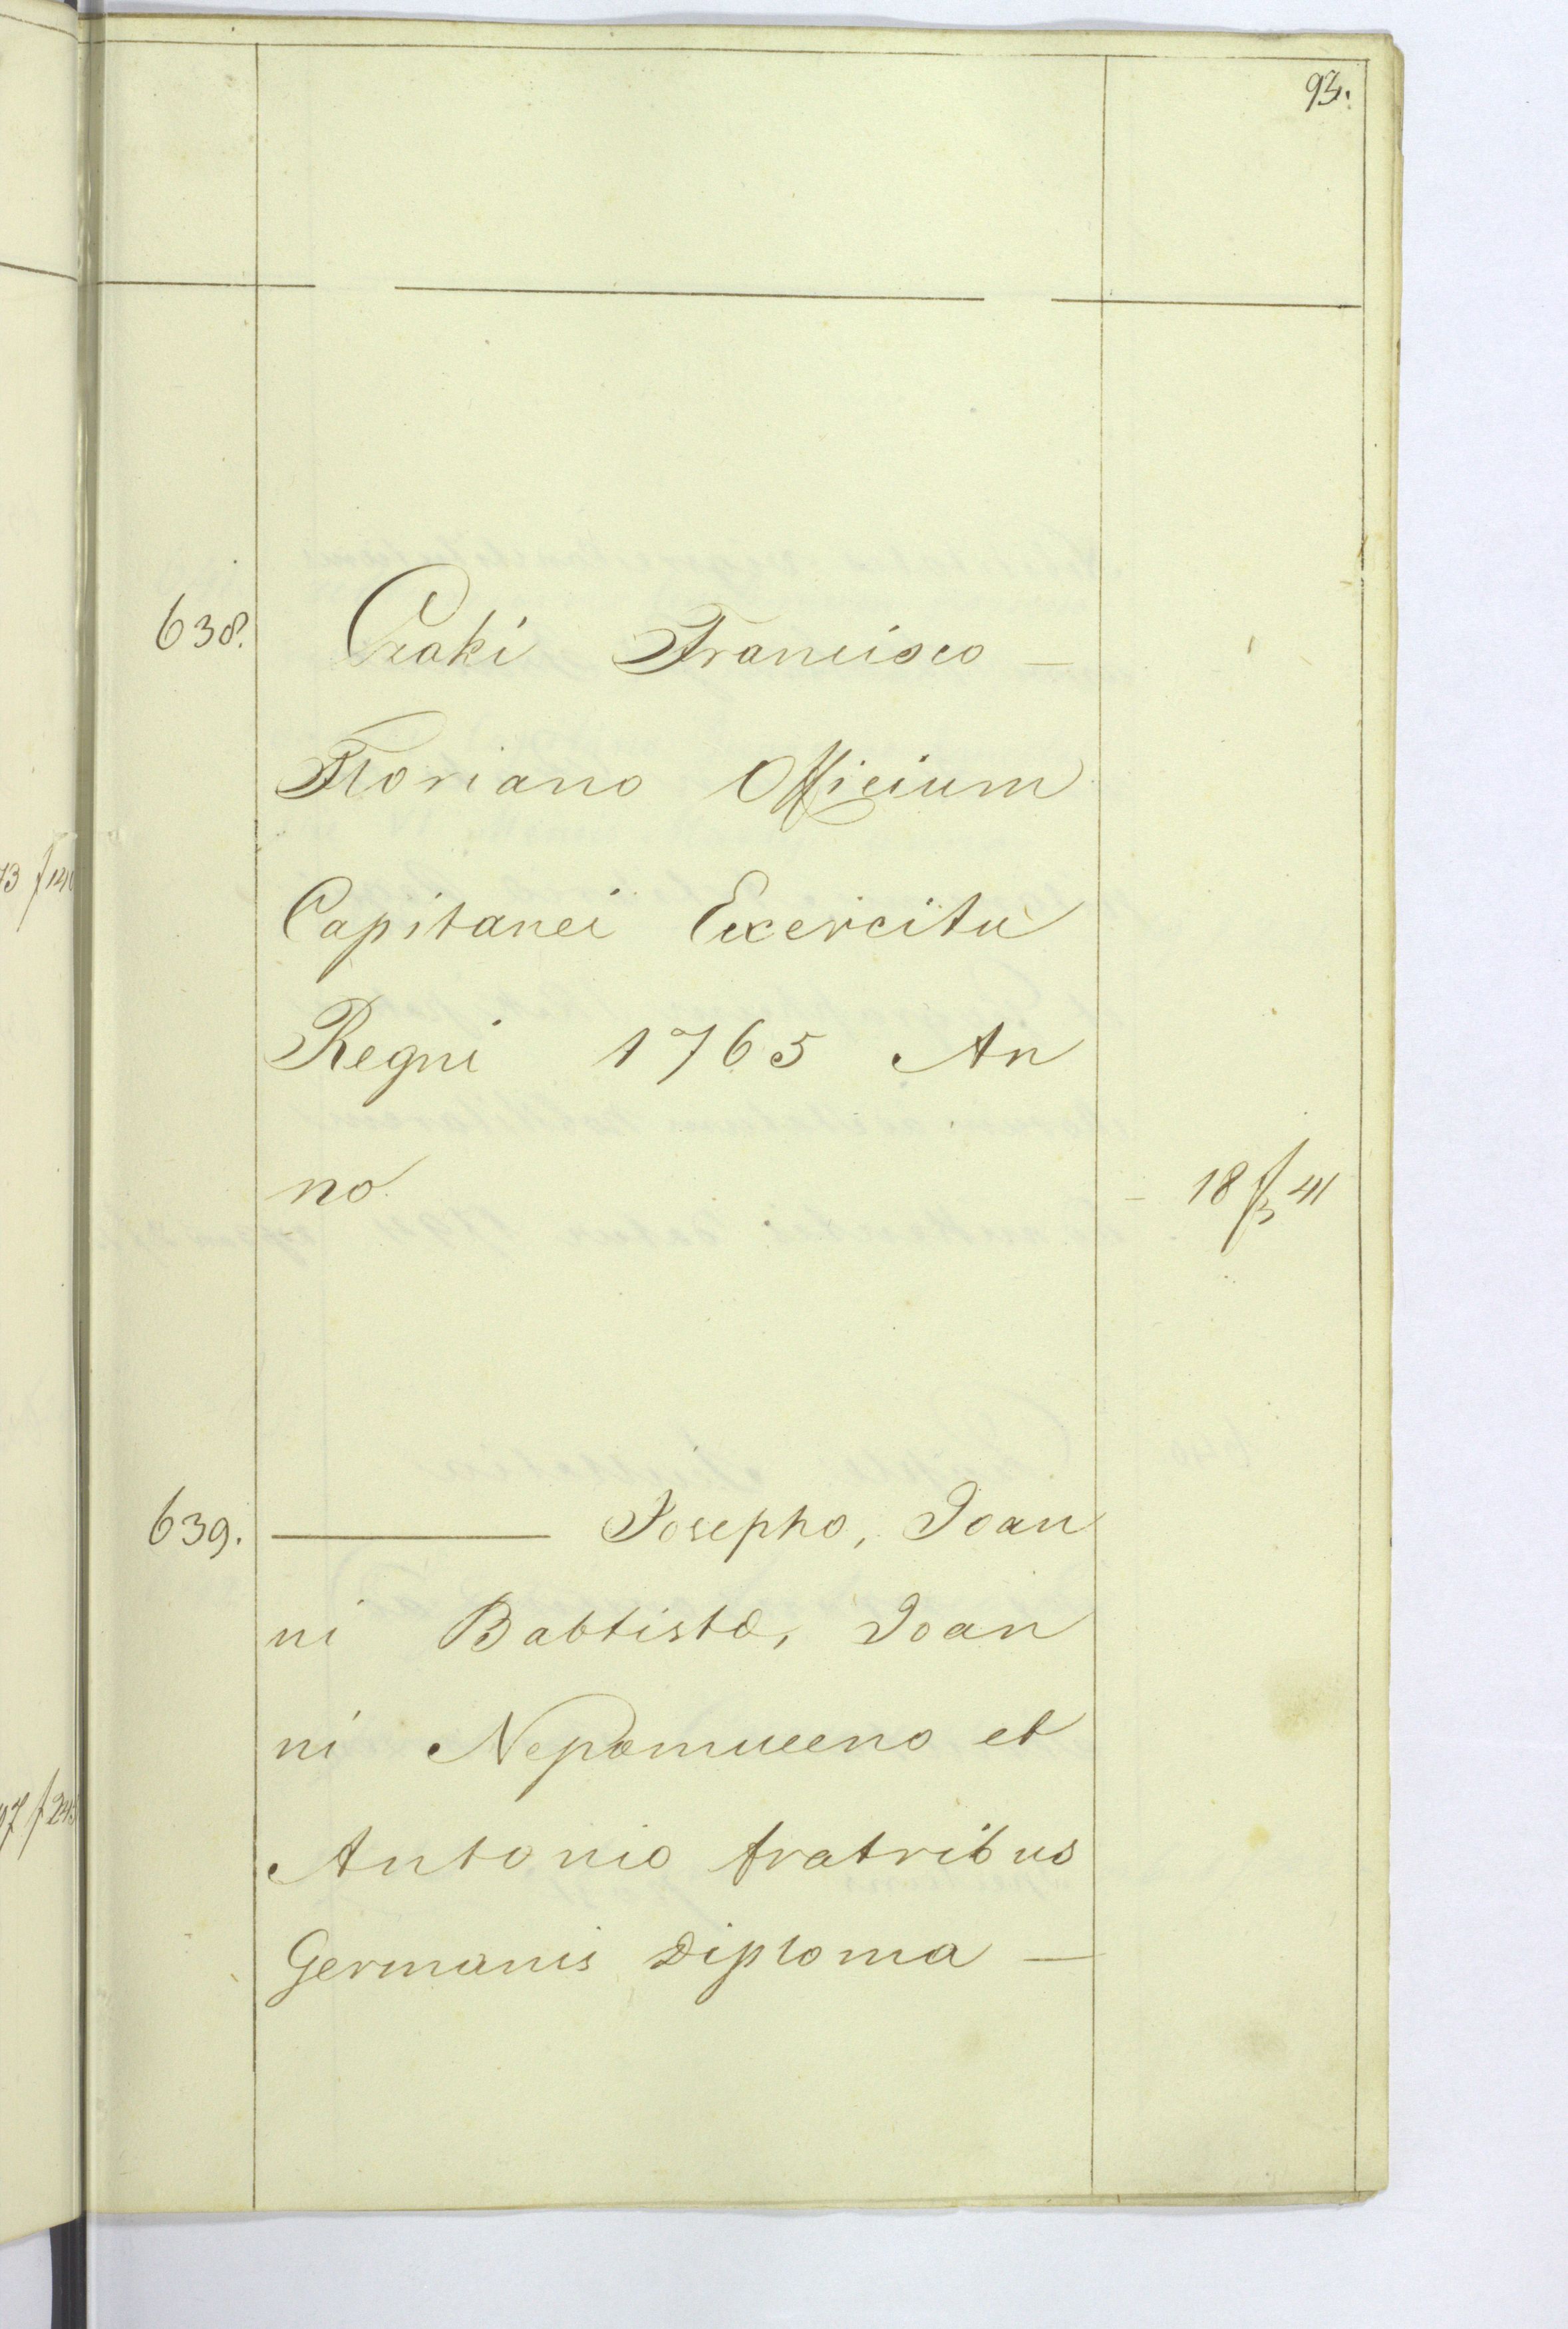 93.
638. Czaki Francisco —
Floriano Officium
Capitanei Exercitu
Regni 1765 An
no. 18 f 41
639. ——— Josepho, Joan
ni Babtistæ, Joan
ni Nepomuceno et
Antonio fratribus
Germanis Diploma —